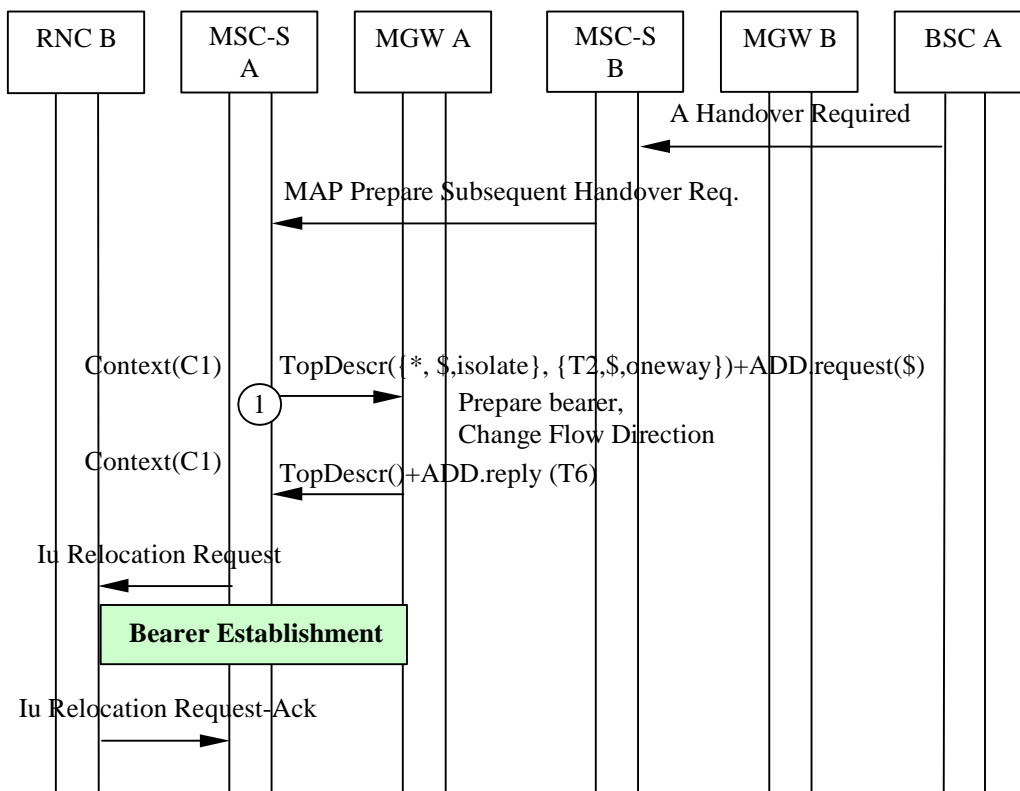 RNC B
MSC-S
A
MGW A
MSC-S
B
MGW B
BSC A
A Handover Required
MAP Prepare Subsequent Handover Req.
Context(C1)
TopDescr({*, $,isolate}, {T2,$,oneway})+ADD.request($)
1
Prepare bearer,
Change Flow Direction
Context(C1)
TopDescr()+ADD.reply (T6)
Iu Relocation Request
Bearer Establishment
Iu Relocation Request-Ack